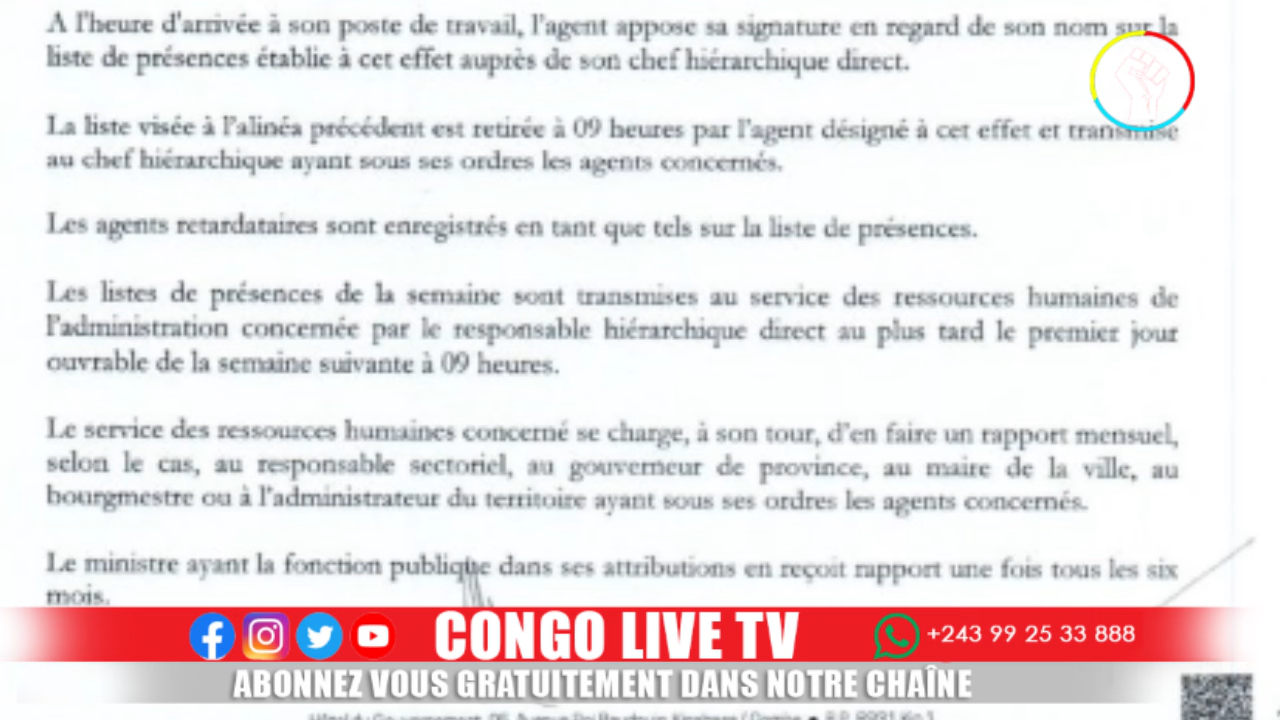 A l'heure d'arrivée à son poste de travail, l'agent appose sa signature en regard de son nom sur la
liste de présences établie à cet effet auprès de son chef hiérarchique direct.
La liste visée à l'alinéa précédent est retirée à 09 heures par l'agent désigné à cet effet et transmise
au chef hiérarchique ayant sous ses ordres les agents concernés.
Les agents retardataires sont enregistrés en tant que tels sur la liste de présences.
Les listes de présences de la semaine sont transmises au service des ressources humaines de
l'administration concernée par le responsable hiérarchique direct au plus tard le premier jour
ouvrable de la semaine suivante à 09 heures.
Le service des ressources humaines concerné se charge, à son tour, d'en faire un rapport mensuel,
selon le cas, au responsable sectoriel, au gouverneur de province, au maire de la ville, au
bourgmestre ou à l'administrateur du territoire ayant sous ses ordres les agents concernés.
Le ministre ayant la fonction publique dans ses attributions en reçoit rapport une fois tous les six
mois.
CONGO LIVE TV
+243 99 25 33 888
ABONNEZ VOUS GRATUITEMENT DANS NOTRE CHAÎNE